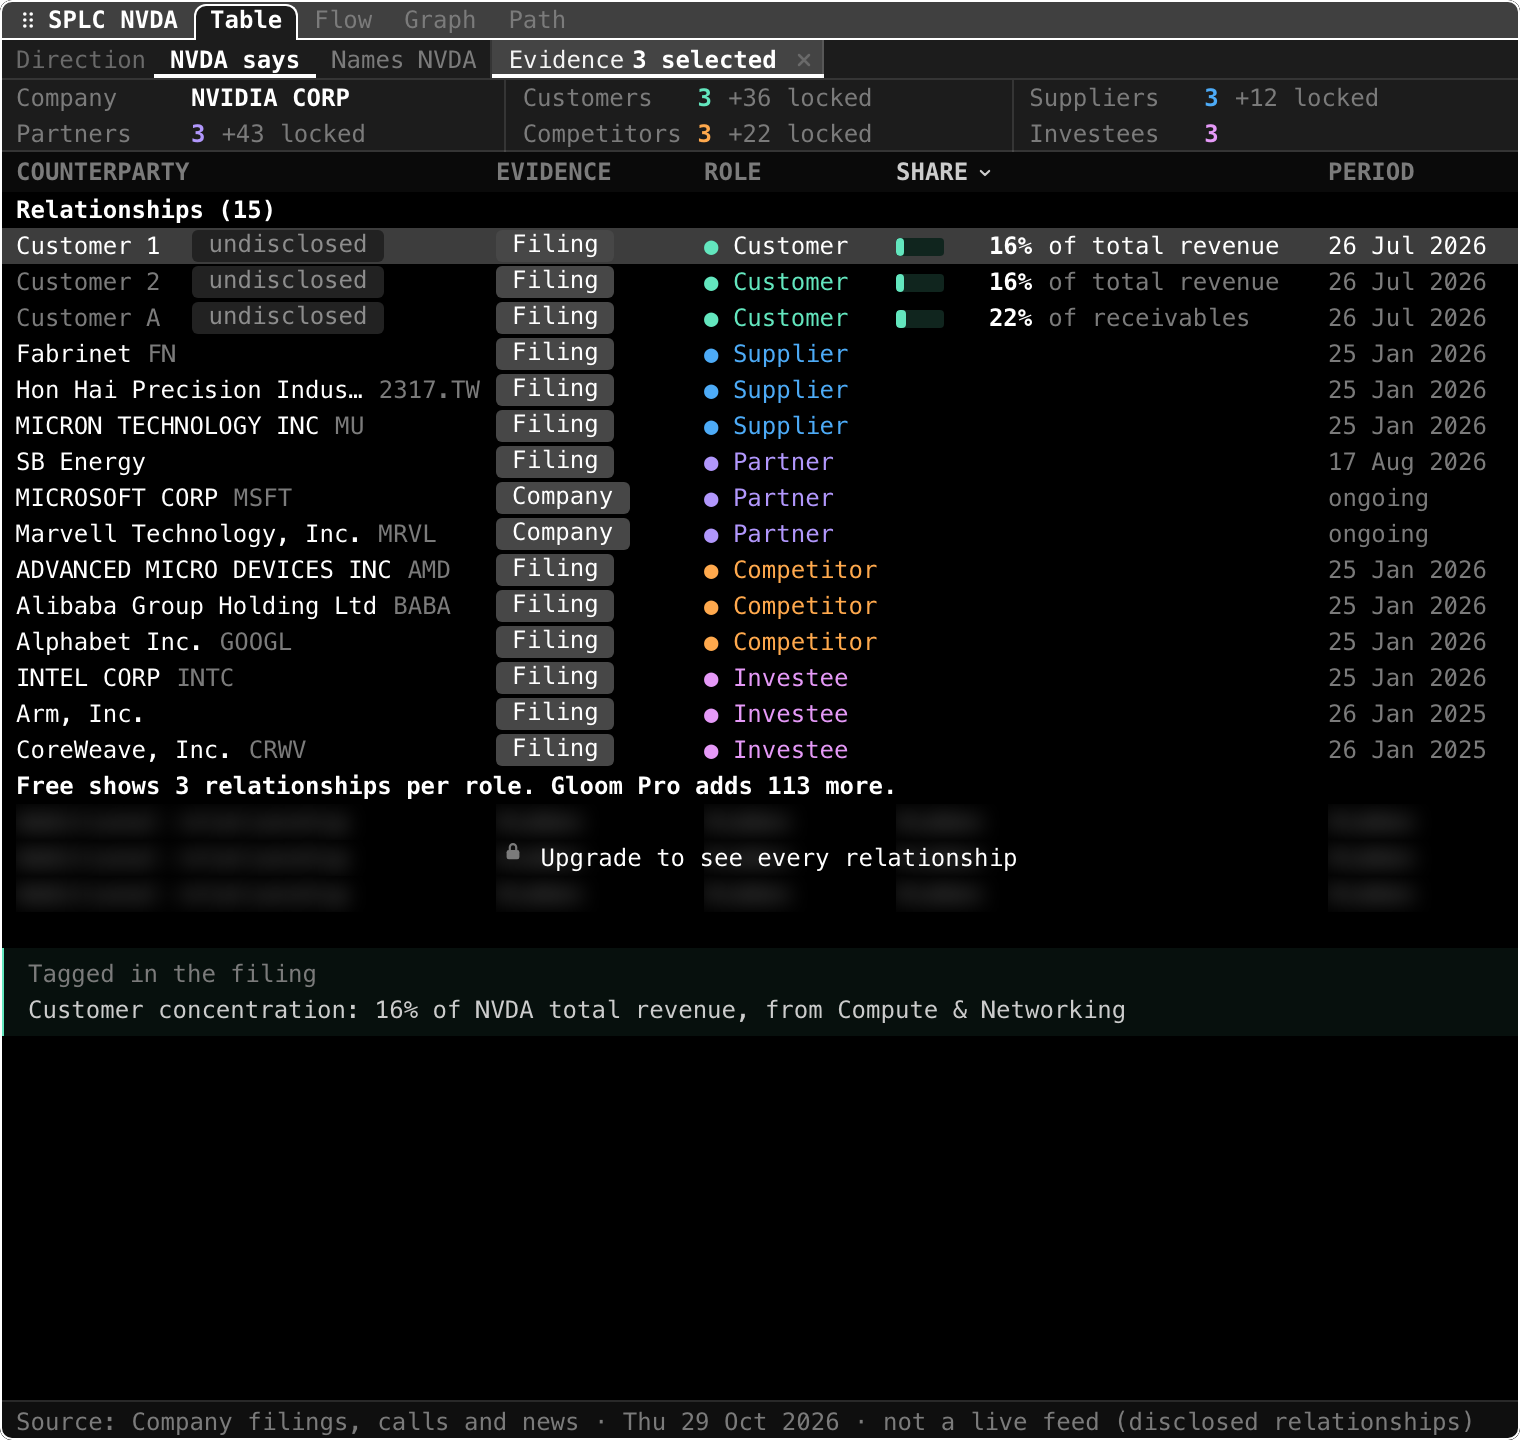 ⠿ SPLC NVDA Table Flow Graph Path
Direction NVDA says Names NVDA Evidence 3 selected ×
Company NVIDIA CORP Customers 3 +36 locked Suppliers 3 +12 locked
Partners 3 +43 locked Competitors 3 +22 locked Investees 3
COUNTERPARTY EVIDENCE ROLE SHARE PERIOD
Relationships (15)
Customer 1 undisclosed Filing ● Customer 16% of total revenue 26 Jul 2026
Customer 2 undisclosed Filing ● Customer 16% of total revenue 26 Jul 2026
Customer A undisclosed Filing ● Customer 22% of receivables 26 Jul 2026
Fabrinet FN Filing ● Supplier 25 Jan 2026
Hon Hai Precision Indus… 2317.TW Filing ● Supplier 25 Jan 2026
MICRON TECHNOLOGY INC MU Filing ● Supplier 25 Jan 2026
SB Energy Filing ● Partner 17 Aug 2026
MICROSOFT CORP MSFT Company ● Partner ongoing
Marvell Technology, Inc. MRVL Company ● Partner ongoing
ADVANCED MICRO DEVICES INC AMD Filing ● Competitor 25 Jan 2026
Alibaba Group Holding Ltd BABA Filing ● Competitor 25 Jan 2026
Alphabet Inc. GOOGL Filing ● Competitor 25 Jan 2026
INTEL CORP INTC Filing ● Investee 25 Jan 2026
Arm, Inc. Filing ● Investee 26 Jan 2025
CoreWeave, Inc. CRWV Filing ● Investee 26 Jan 2025
Free shows 3 relationships per role. Gloom Pro adds 113 more.
Upgrade to see every relationship
Tagged in the filing
Customer concentration: 16% of NVDA total revenue, from Compute & Networking
Source: Company filings, calls and news · Thu 29 Oct 2026 · not a live feed (disclosed relationships)